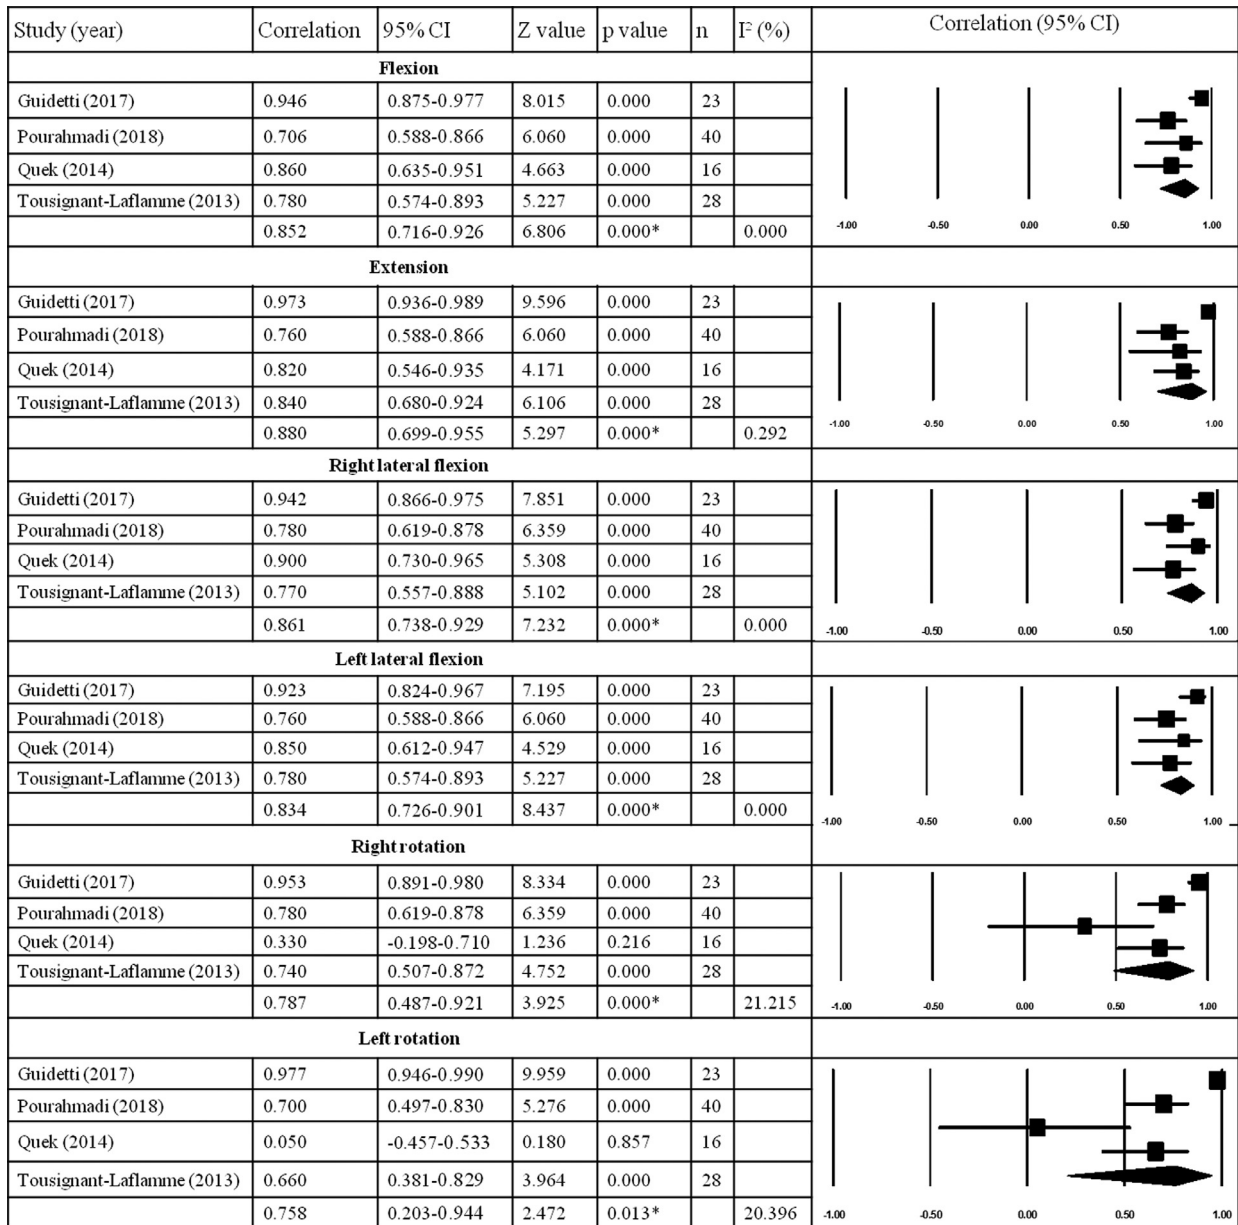 Study (year) Correlation 95% CI Z value p value n I² (%) Correlation (95% CI)
Flexion
Guidetti (2017) 0.946 0.875-0.977 8.015 0.000 23
Pourahmadi (2018) 0.706 0.588-0.866 6.060 0.000 40
Quek (2014) 0.860 0.635-0.951 4.663 0.000 16
Tousignant-Laflamme (2013) 0.780 0.574-0.893 5.227 0.000 28
0.852 0.716-0.926 6.806 0.000* 0.000
-1.00 -0.50 0.00 0.50 1.00
Extension
Guidetti (2017) 0.973 0.936-0.989 9.596 0.000 23
Pourahmadi (2018) 0.760 0.588-0.866 6.060 0.000 40
Quek (2014) 0.820 0.546-0.935 4.171 0.000 16
Tousignant-Laflamme (2013) 0.840 0.680-0.924 6.106 0.000 28
0.880 0.699-0.955 5.297 0.000* 0.292
-1.00 -0.50 0.00 0.50 1.00
Right lateral flexion
Guidetti (2017) 0.942 0.866-0.975 7.851 0.000 23
Pourahmadi (2018) 0.780 0.619-0.878 6.359 0.000 40
Quek (2014) 0.900 0.730-0.965 5.308 0.000 16
Tousignant-Laflamme (2013) 0.770 0.557-0.888 5.102 0.000 28
0.861 0.738-0.929 7.232 0.000* 0.000
-1.00 -0.50 0.00 0.50 1.00
Left lateral flexion
Guidetti (2017) 0.923 0.824-0.967 7.195 0.000 23
Pourahmadi (2018) 0.760 0.588-0.866 6.060 0.000 40
Quek (2014) 0.850 0.612-0.947 4.529 0.000 16
Tousignant-Laflamme (2013) 0.780 0.574-0.893 5.227 0.000 28
0.834 0.726-0.901 8.437 0.000* 0.000
-1.00 -0.50 0.00 0.50 1.00
Right rotation
Guidetti (2017) 0.953 0.891-0.980 8.334 0.000 23
Pourahmadi (2018) 0.780 0.619-0.878 6.359 0.000 40
Quek (2014) 0.330 -0.198-0.710 1.236 0.216 16
Tousignant-Laflamme (2013) 0.740 0.507-0.872 4.752 0.000 28
0.787 0.487-0.921 3.925 0.000* 21.215
-1.00 -0.50 0.00 0.50 1.00
Left rotation
Guidetti (2017) 0.977 0.946-0.990 9.959 0.000 23
Pourahmadi (2018) 0.700 0.497-0.830 5.276 0.000 40
Quek (2014) 0.050 -0.457-0.533 0.180 0.857 16
Tousignant-Laflamme (2013) 0.660 0.381-0.829 3.964 0.000 28
0.758 0.203-0.944 2.472 0.013* 20.396
-1.00 -0.50 0.00 0.50 1.00